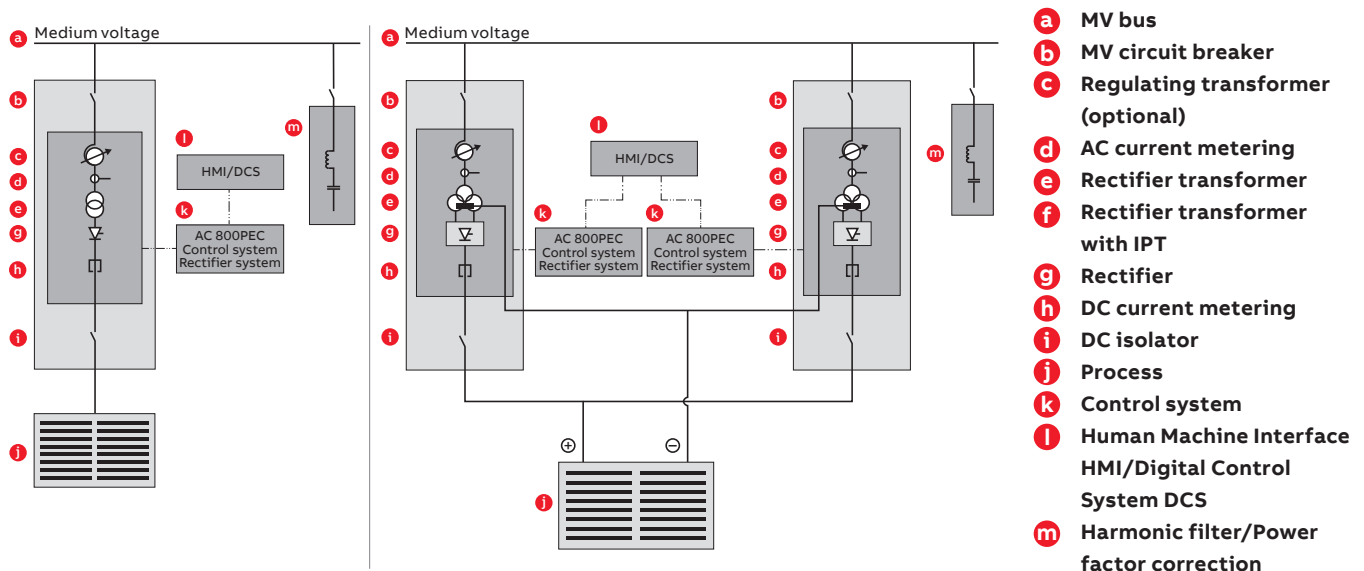 a Medium voltage
b
c
d
e
g
h
i
j
l
HMI/DCS
k
AC 800PEC
Control system
Rectifier system
m
a Medium voltage
b
c
d
e
g
h
i
l
HMI/DCS
k
AC 800PEC
Control system
Rectifier system
k
AC 800PEC
Control system
Rectifier system
b
c
d
e
g
h
i
m
+
−
j
a MV bus
b MV circuit breaker
c Regulating transformer
(optional)
d AC current metering
e Rectifier transformer
f Rectifier transformer
with IPT
g Rectifier
h DC current metering
i DC isolator
j Process
k Control system
l Human Machine Interface
HMI/Digital Control
System DCS
m Harmonic filter/Power
factor correction